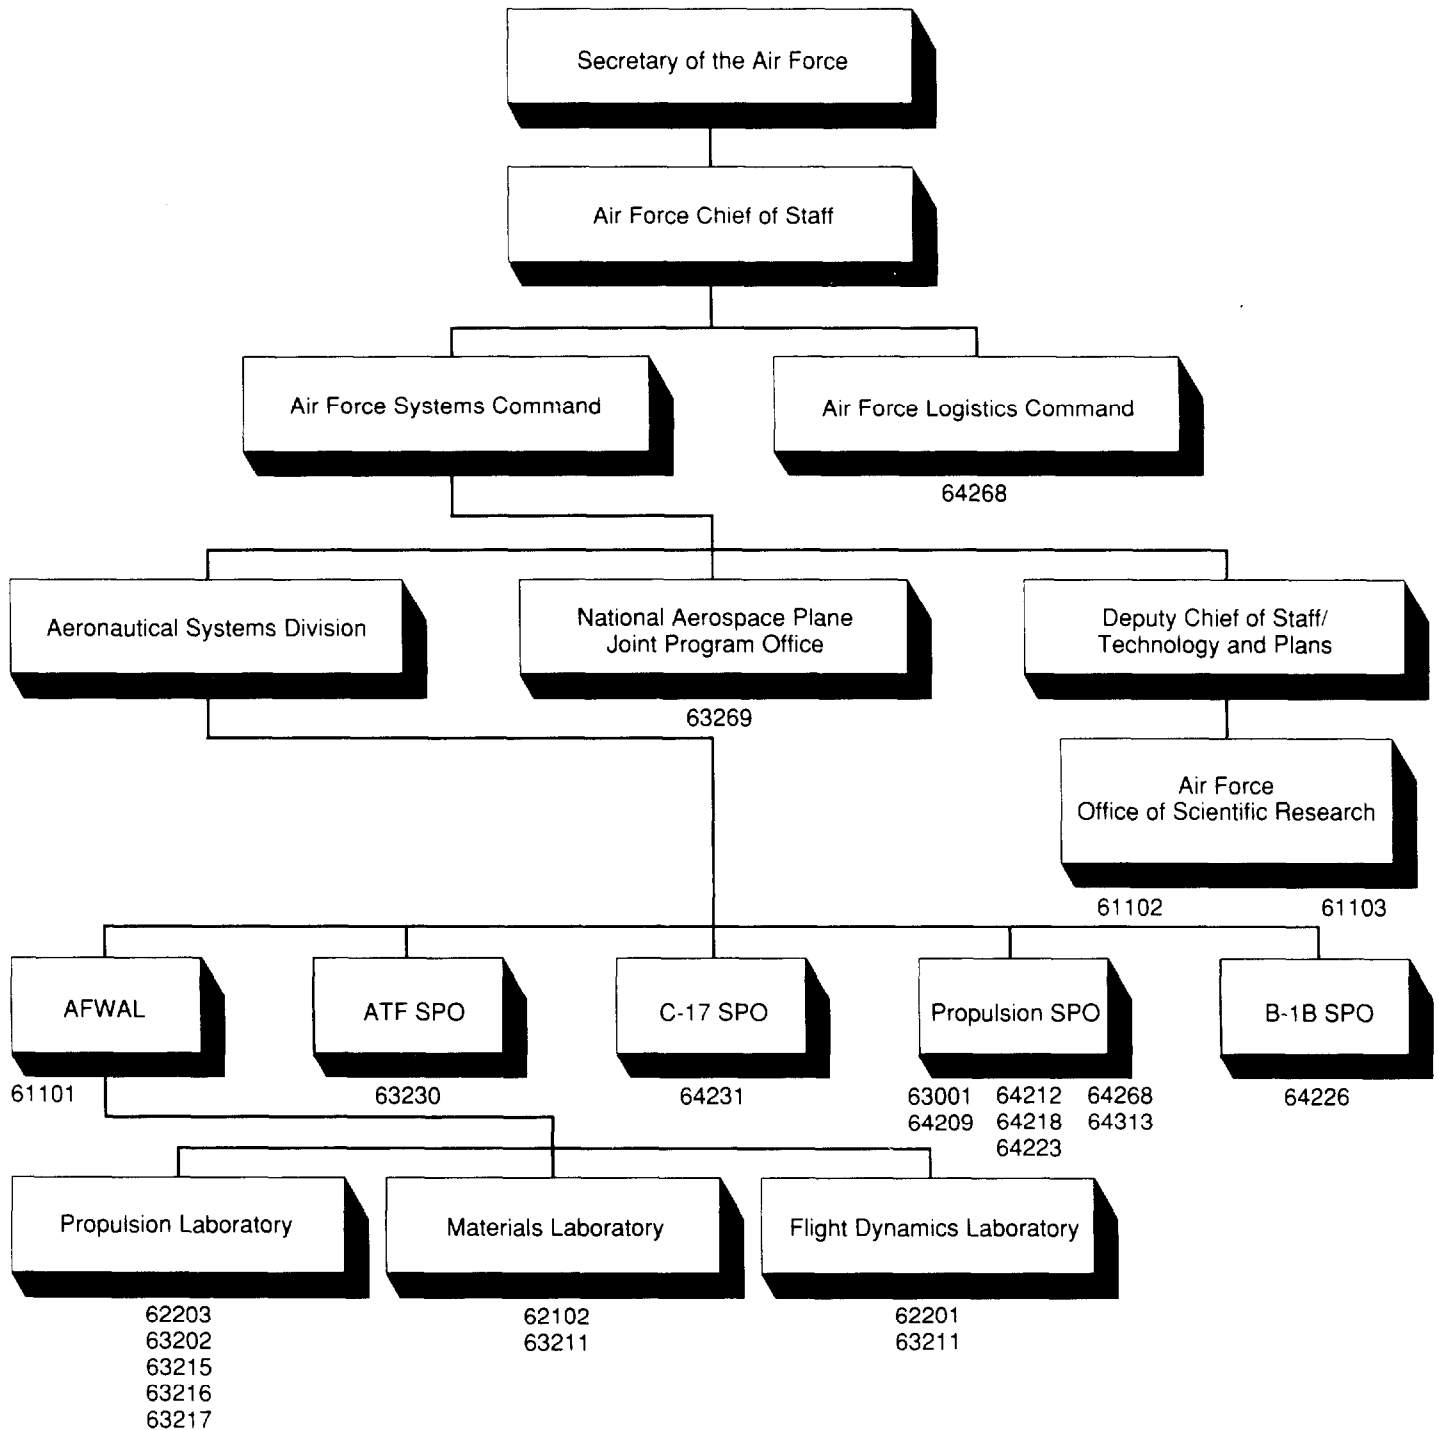 Secretary of the Air Force
Air Force Chief of Staff
Air Force Systems Command
Air Force Logistics Command
64268
Aeronautical Systems Division
National Aerospace Plane
Joint Program Office
63269
Deputy Chief of Staff/
Technology and Plans
Air Force
Office of Scientific Research
61102 61103
AFWAL
61101
ATF SPO
63230
C-17 SPO
64231
Propulsion SPO
63001 64212 64268
64209 64218 64313
64223
B-1B SPO
64226
Propulsion Laboratory
62203
63202
63215
63216
63217
Materials Laboratory
62102
63211
Flight Dynamics Laboratory
62201
63211